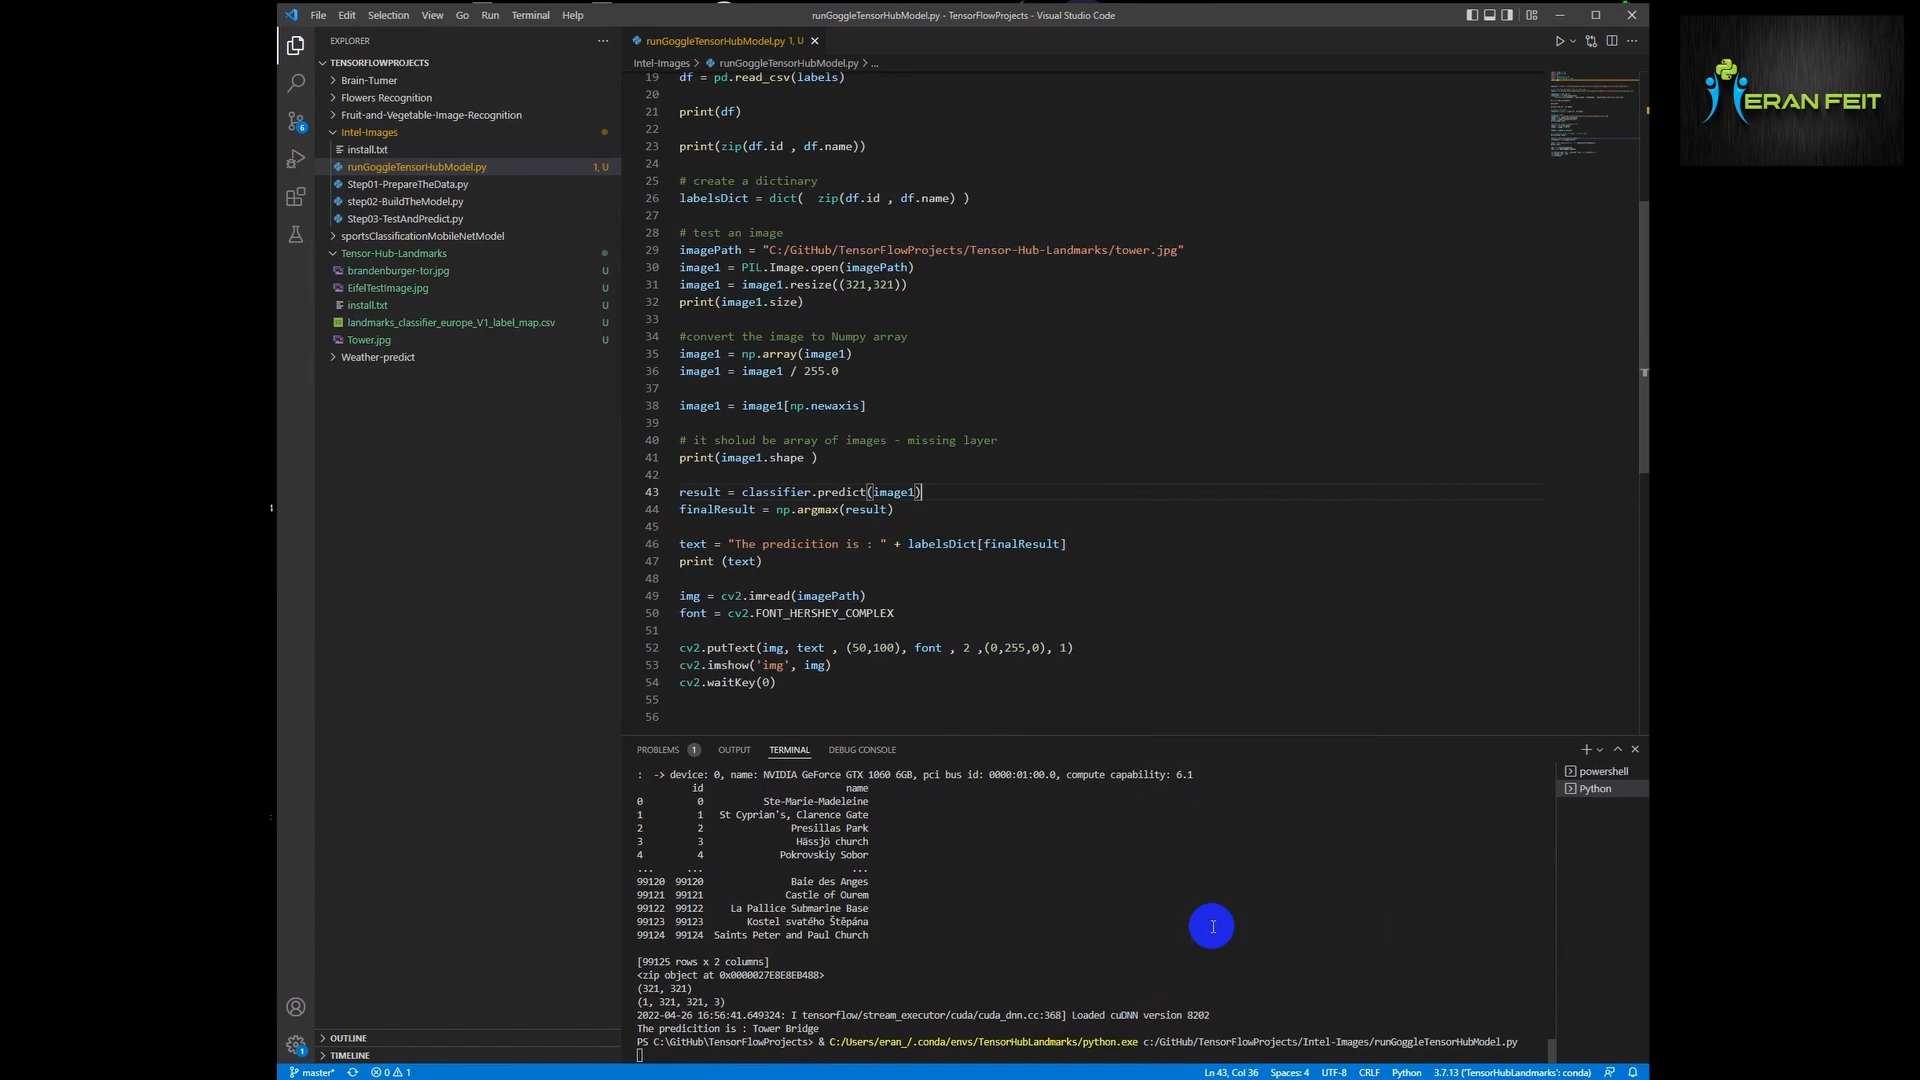 File Edit Selection View Go Run Terminal Help
runGoggleTensorHubModel.py - TensorFlowProjects - Visual Studio Code
EXPLORER
TENSORFLOWPROJECTS
Brain-Tumer
Flowers Recognition
Fruit-and-Vegetable-Image-Recognition
Intel-Images
install.txt
runGoggleTensorHubModel.py 1, U
Step01-PrepareTheData.py
step02-BuildTheModel.py
Step03-TestAndPredict.py
sportsClassificationMobileNetModel
Tensor-Hub-Landmarks
brandenburger-tor.jpg U
EifelTestImage.jpg U
install.txt U
landmarks_classifier_europe_V1_label_map.csv U
Tower.jpg U
Weather-predict
OUTLINE
TIMELINE
6
1
runGoggleTensorHubModel.py 1, U
Intel-Images > runGoggleTensorHubModel.py > ...
19 df = pd.read_csv(labels)
20
21 print(df)
22
23 print(zip(df.id , df.name))
24
25 # create a dictinary
26 labelsDict = dict(  zip(df.id , df.name) )
27
28 # test an image
29 imagePath = "C:/GitHub/TensorFlowProjects/Tensor-Hub-Landmarks/tower.jpg"
30 image1 = PIL.Image.open(imagePath)
31 image1 = image1.resize((321,321))
32 print(image1.size)
33
34 #convert the image to Numpy array
35 image1 = np.array(image1)
36 image1 = image1 / 255.0
37
38 image1 = image1[np.newaxis]
39
40 # it sholud be array of images - missing layer
41 print(image1.shape )
42
43 result = classifier.predict(image1)
44 finalResult = np.argmax(result)
45
46 text = "The predicition is : " + labelsDict[finalResult]
47 print (text)
48
49 img = cv2.imread(imagePath)
50 font = cv2.FONT_HERSHEY_COMPLEX
51
52 cv2.putText(img, text , (50,100), font , 2 ,(0,255,0), 1)
53 cv2.imshow('img', img)
54 cv2.waitKey(0)
55
56
PROBLEMS 1 OUTPUT TERMINAL DEBUG CONSOLE
powershell
Python
:  -> device: 0, name: NVIDIA GeForce GTX 1060 6GB, pci bus id: 0000:01:00.0, compute capability: 6.1
id name
0 0 Ste-Marie-Madeleine
1 1 St Cyprian's, Clarence Gate
2 2 Presillas Park
3 3 Hässjö church
4 4 Pokrovskiy Sobor
... ... ...
99120 99120 Baie des Anges
99121 99121 Castle of Ourem
99122 99122 La Pallice Submarine Base
99123 99123 Kostel svatého Štěpána
99124 99124 Saints Peter and Paul Church
[99125 rows x 2 columns]
<zip object at 0x0000027E8E8EB488>
(321, 321)
(1, 321, 321, 3)
2022-04-26 16:56:41.649324: I tensorflow/stream_executor/cuda/cuda_dnn.cc:368] Loaded cuDNN version 8202
The predicition is : Tower Bridge
PS C:\GitHub\TensorFlowProjects> & C:/Users/eran_/.conda/envs/TensorHubLandmarks/python.exe c:/GitHub/TensorFlowProjects/Intel-Images/runGoggleTensorHubModel.py
master* 0 1 Ln 43, Col 36 Spaces: 4 UTF-8 CRLF Python 3.7.13 ('TensorHubLandmarks': conda)
ERAN FEIT